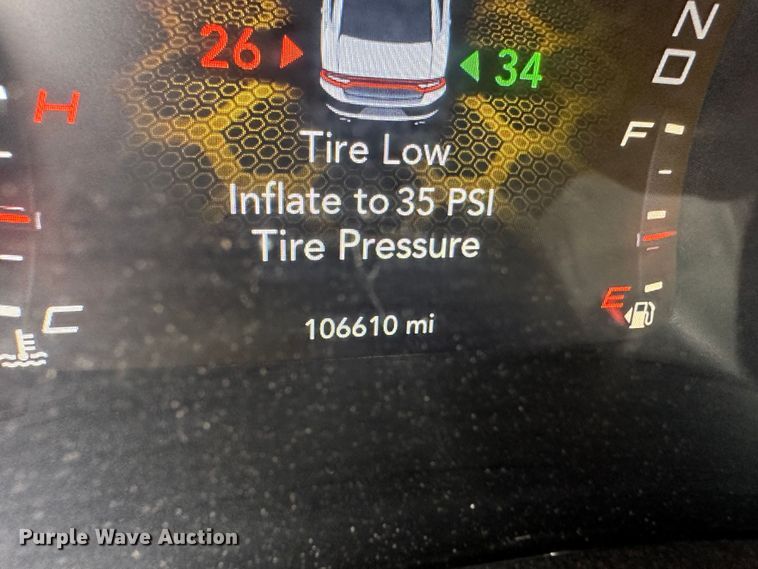 N
D
26 34
H
F
Tire Low
Inflate to 35 PSI
Tire Pressure
E
C
106610 mi
Purple Wave Auction